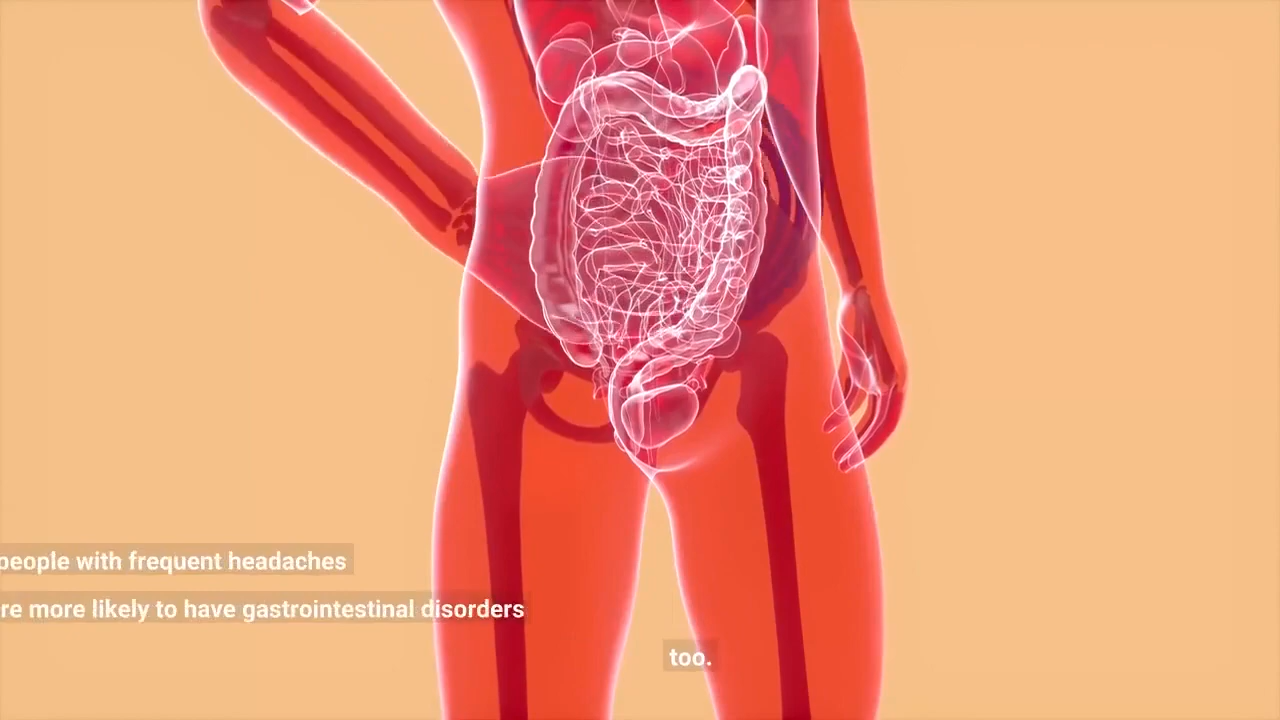 people with frequent headaches
re more likely to have gastrointestinal disorders
too.